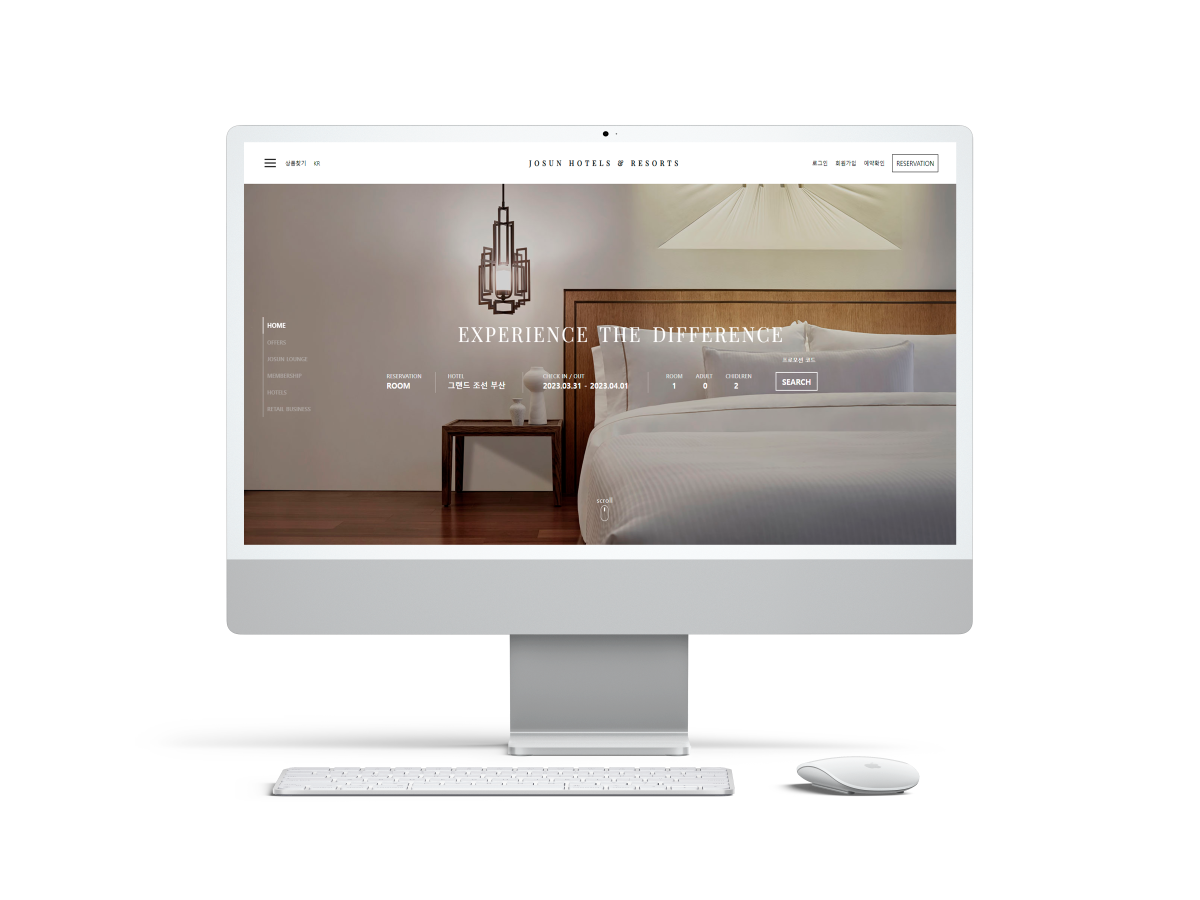 상품찾기 KR
JOSUN HOTELS & RESORTS
로그인 회원가입 예약확인 RESERVATION
HOME
OFFERS
JOSUN LOUNGE
MEMBERSHIP
HOTELS
RETAIL BUSINESS
EXPERIENCE THE DIFFERENCE
프로모션 코드
RESERVATION HOTEL CHECK IN / OUT ROOM ADULT CHIDLREN
ROOM 그랜드 조선 부산 2023.03.31 - 2023.04.01 1 0 2 SEARCH
scroll